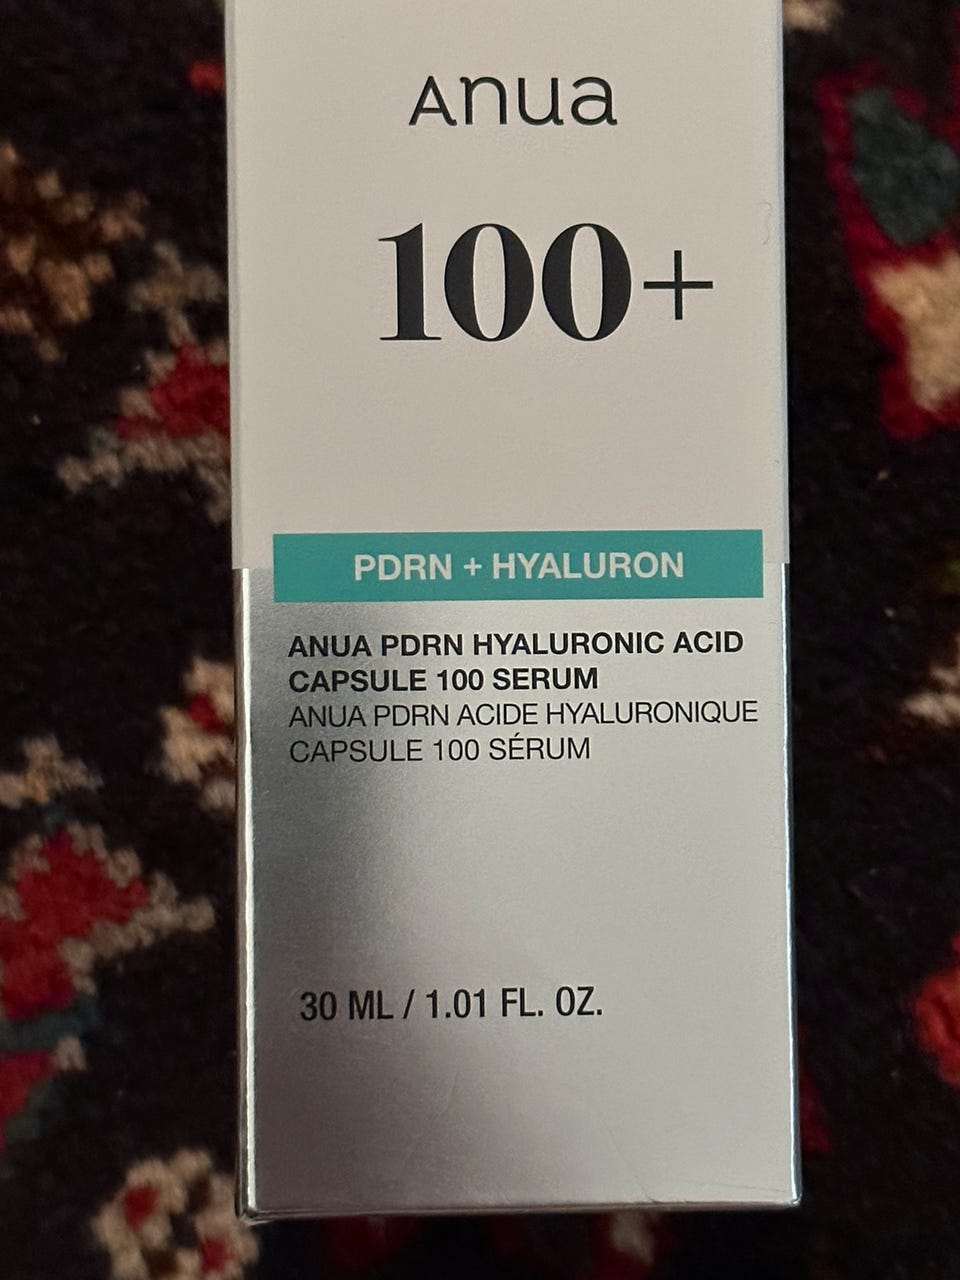 Anua
100+
PDRN + HYALURON
ANUA PDRN HYALURONIC ACID
CAPSULE 100 SERUM
ANUA PDRN ACIDE HYALURONIQUE
CAPSULE 100 SÉRUM
30 ML / 1.01 FL. OZ.